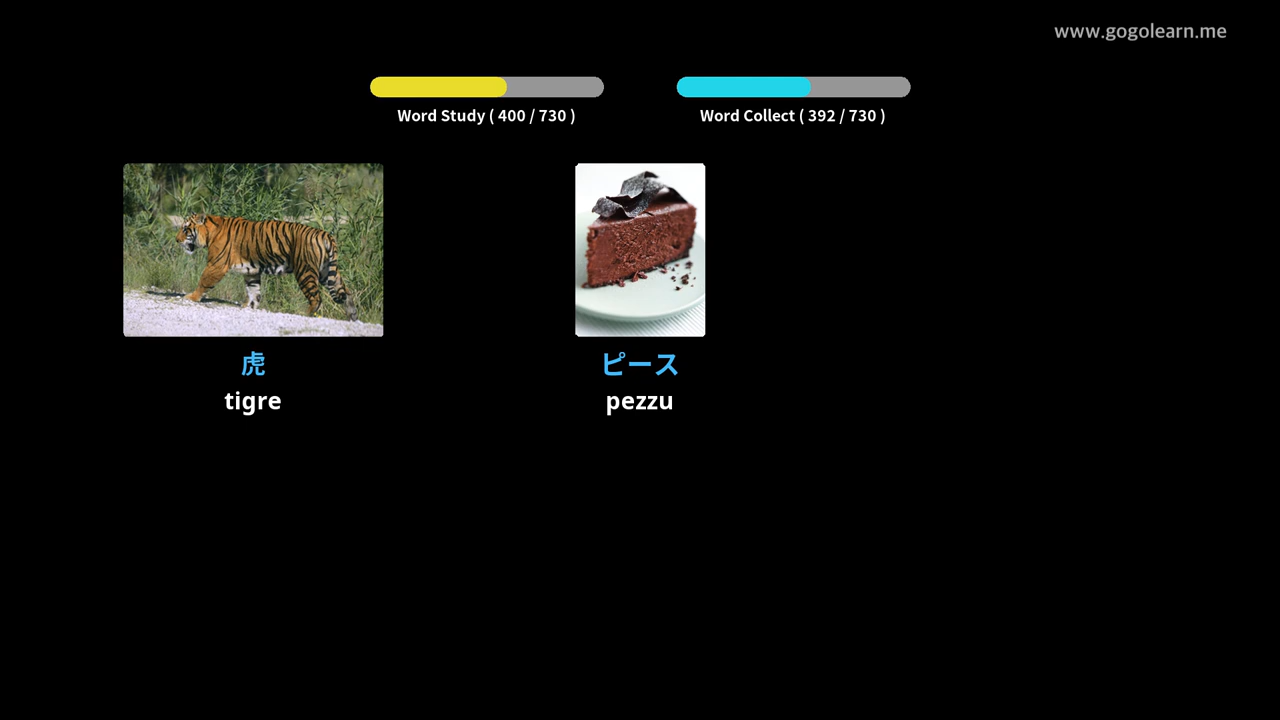 www.gogolearn.me
Word Study ( 400 / 730 )
Word Collect ( 392 / 730 )
虎
tigre
ピース
pezzu